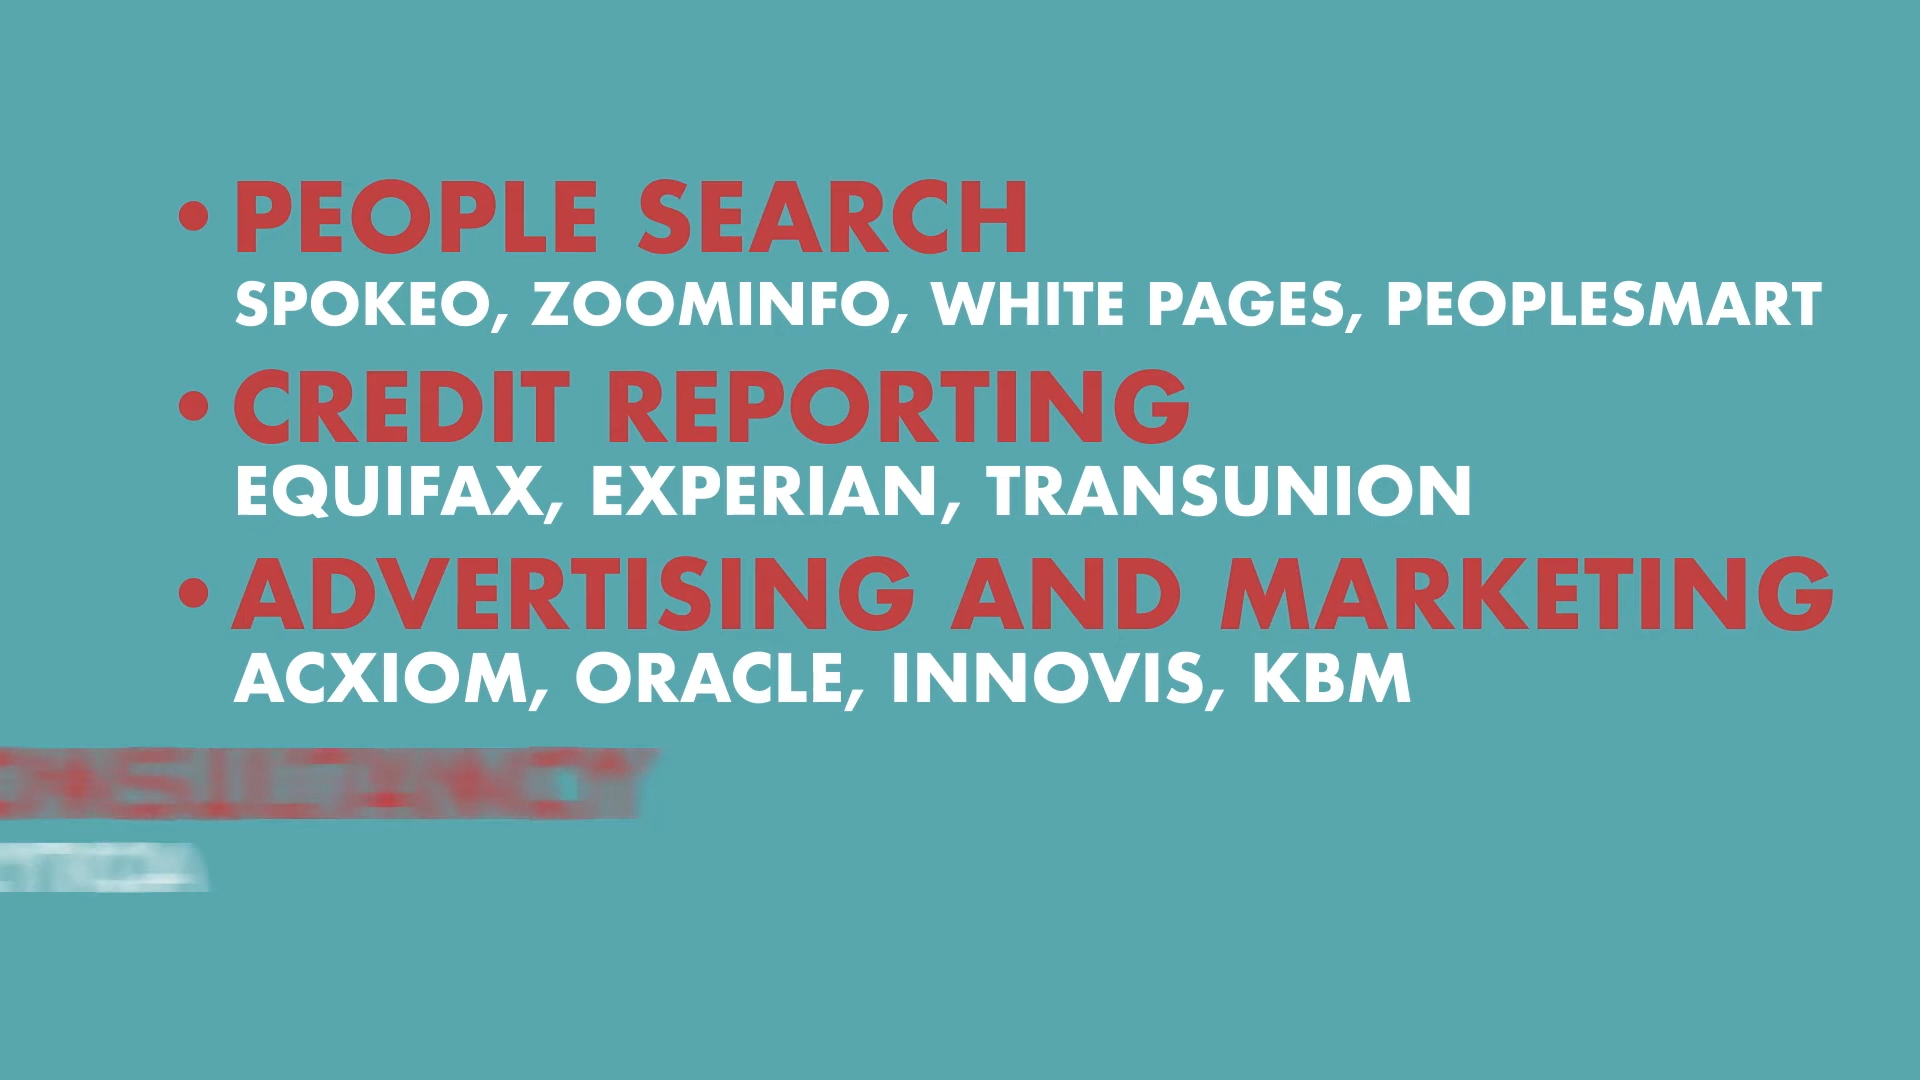 • PEOPLE SEARCH
SPOKEO, ZOOMINFO, WHITE PAGES, PEOPLESMART
• CREDIT REPORTING
EQUIFAX, EXPERIAN, TRANSUNION
• ADVERTISING AND MARKETING
ACXIOM, ORACLE, INNOVIS, KBM